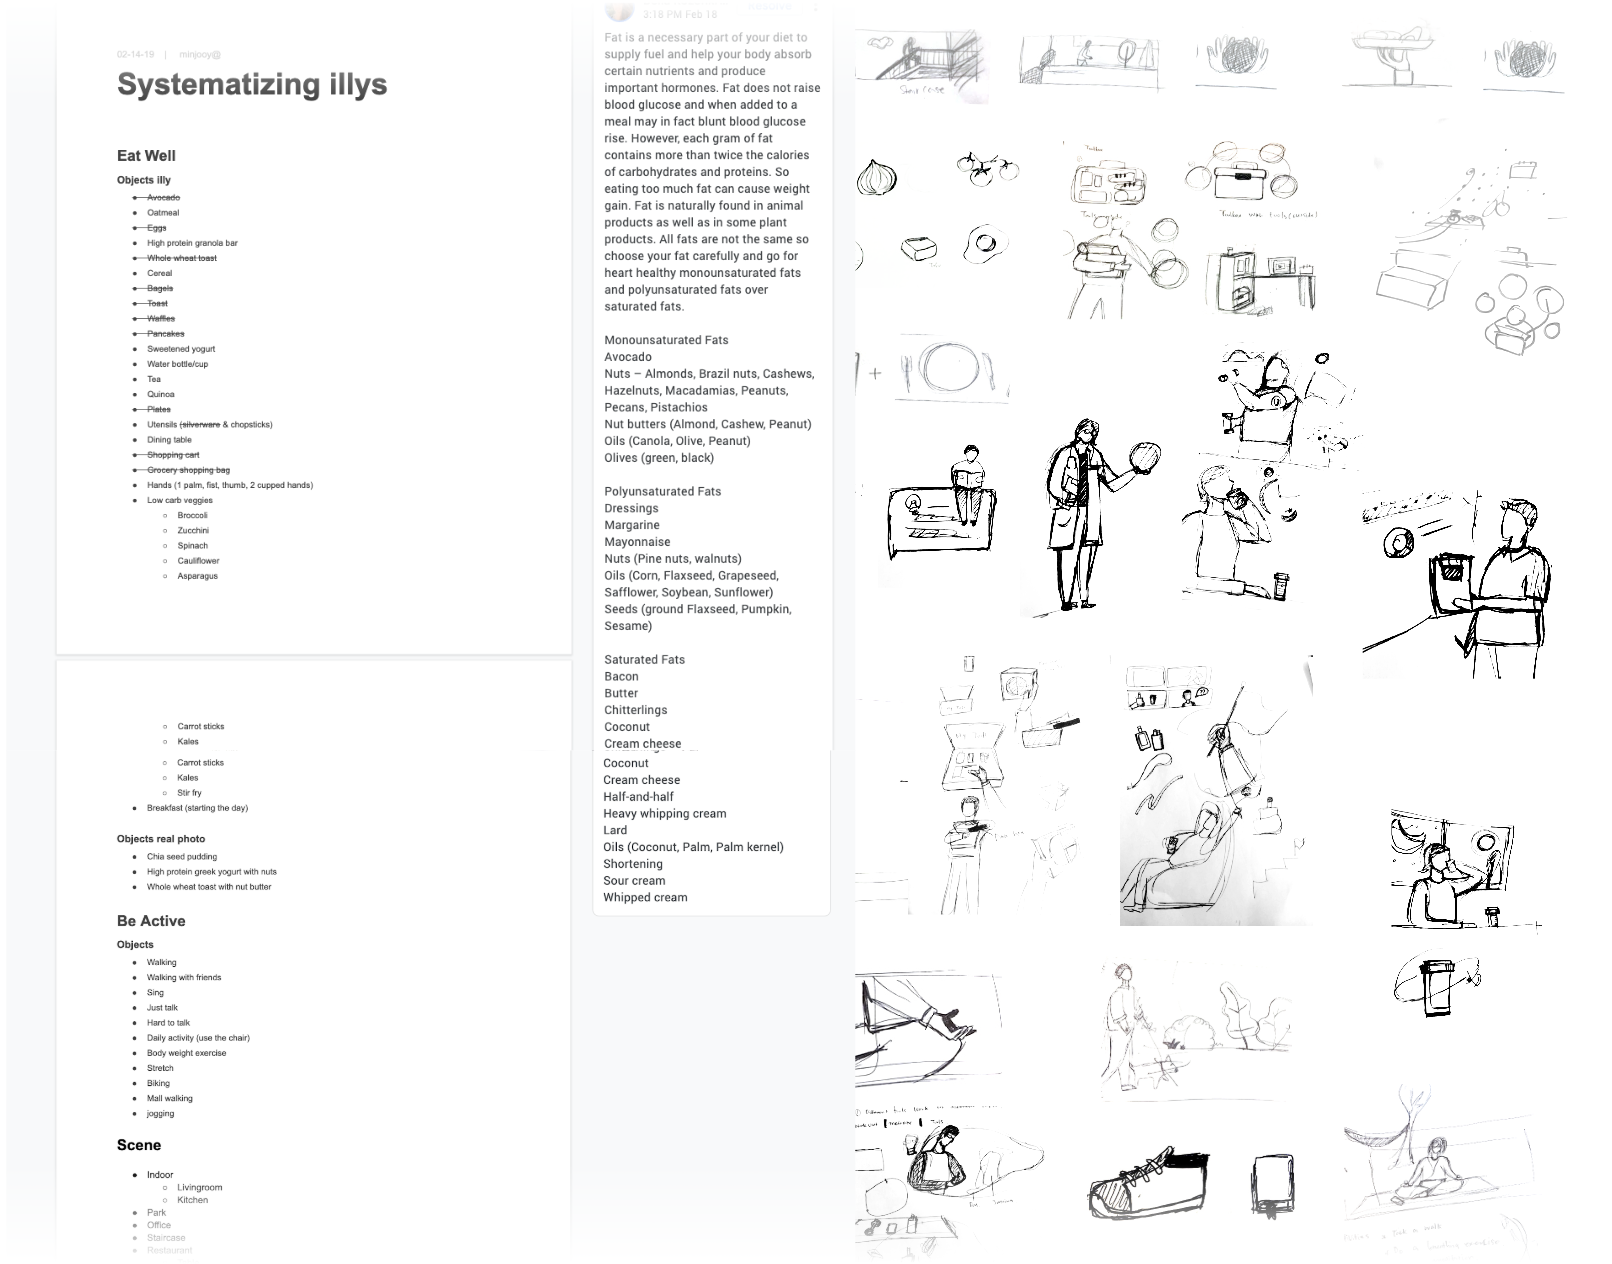 02-14-19 | minjooy@
Systematizing illys
Eat Well
Objects illy
Avocado
Oatmeal
Eggs
High protein granola bar
Whole wheat toast
Cereal
Bagels
Toast
Waffles
Pancakes
Sweetened yogurt
Water bottle/cup
Tea
Quinoa
Plates
Utensils (silverware & chopsticks)
Dining table
Shopping cart
Grocery shopping bag
Hands (1 palm, fist, thumb, 2 cupped hands)
Low carb veggies
Broccoli
Zucchini
Spinach
Cauliflower
Asparagus
Carrot sticks
Kales
Carrot sticks
Kales
Stir fry
Breakfast (starting the day)
Objects real photo
Chia seed pudding
High protein greek yogurt with nuts
Whole wheat toast with nut butter
Be Active
Objects
Walking
Walking with friends
Sing
Just talk
Hard to talk
Daily activity (use the chair)
Body weight exercise
Stretch
Biking
Mall walking
jogging
Scene
Indoor
Livingroom
Kitchen
Park
Office
Staircase
Restaurant
3:18 PM Feb 18
Fat is a necessary part of your diet to
supply fuel and help your body absorb
certain nutrients and produce
important hormones. Fat does not raise
blood glucose and when added to a
meal may in fact blunt blood glucose
rise. However, each gram of fat
contains more than twice the calories
of carbohydrates and proteins. So
eating too much fat can cause weight
gain. Fat is naturally found in animal
products as well as in some plant
products. All fats are not the same so
choose your fat carefully and go for
heart healthy monounsaturated fats
and polyunsaturated fats over
saturated fats.
Monounsaturated Fats
Avocado
Nuts – Almonds, Brazil nuts, Cashews,
Hazelnuts, Macadamias, Peanuts,
Pecans, Pistachios
Nut butters (Almond, Cashew, Peanut)
Oils (Canola, Olive, Peanut)
Olives (green, black)
Polyunsaturated Fats
Dressings
Margarine
Mayonnaise
Nuts (Pine nuts, walnuts)
Oils (Corn, Flaxseed, Grapeseed,
Safflower, Soybean, Sunflower)
Seeds (ground Flaxseed, Pumpkin,
Sesame)
Saturated Fats
Bacon
Butter
Chitterlings
Coconut
Cream cheese
Coconut
Cream cheese
Half-and-half
Heavy whipping cream
Lard
Oils (Coconut, Palm, Palm kernel)
Shortening
Sour cream
Whipped cream
+